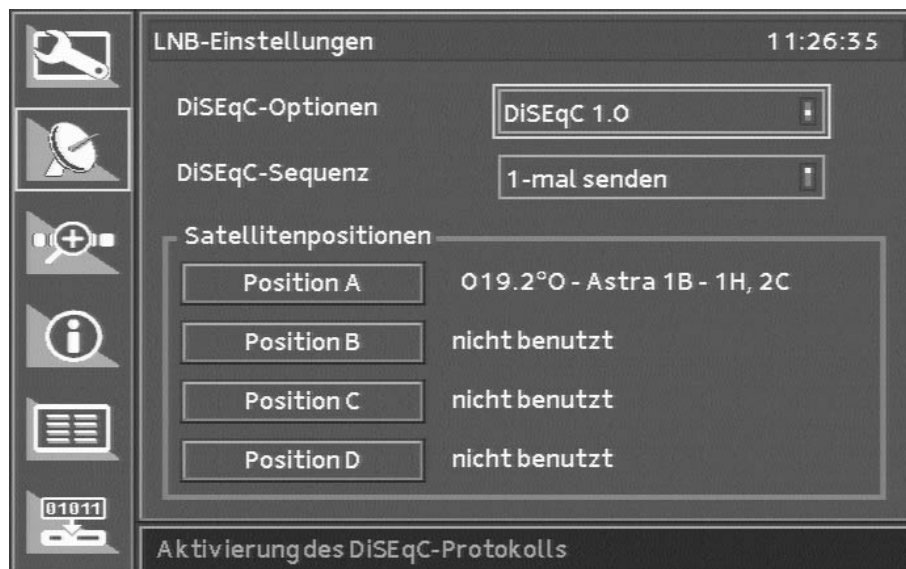 LNB-Einstellungen 11:26:35
DiSEqC-Optionen DiSEqC 1.0
DiSEqC-Sequenz 1-mal senden
Satellitenpositionen
Position A 019.2°O - Astra 1B - 1H, 2C
Position B nicht benutzt
Position C nicht benutzt
Position D nicht benutzt
01011
Aktivierung des DiSEqC-Protokolls